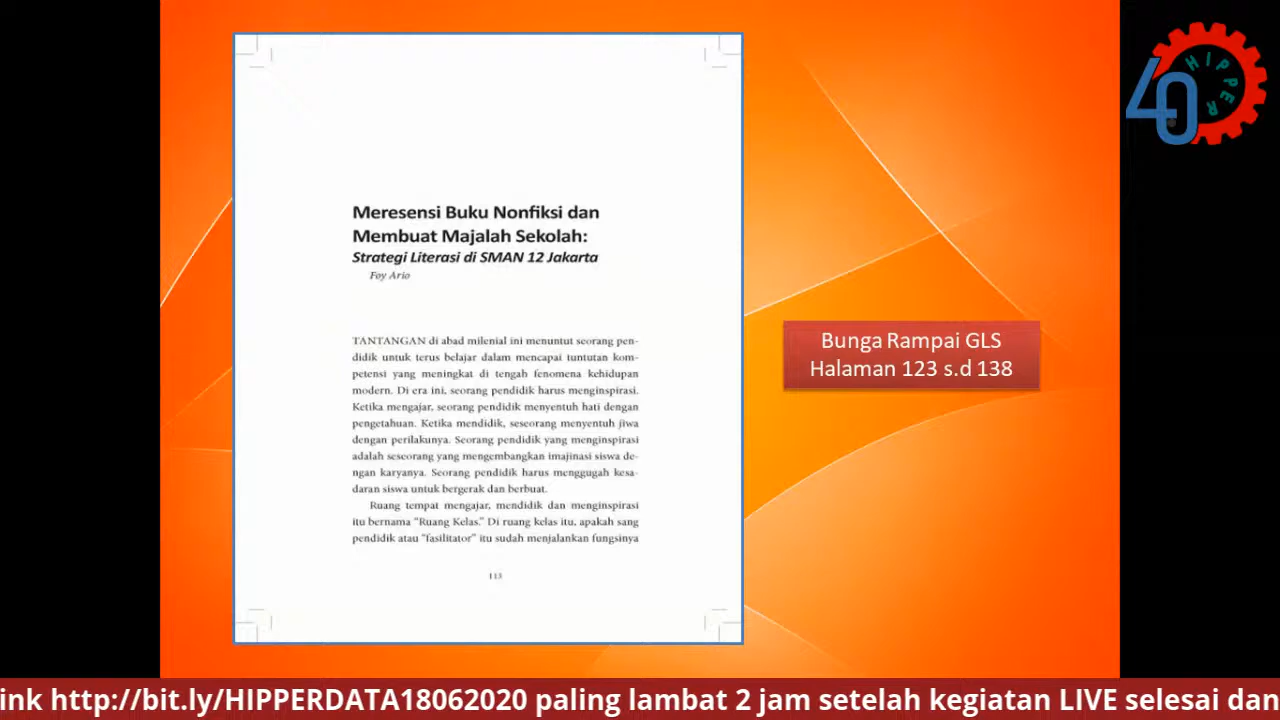 Meresensi Buku Nonfiksi dan
Membuat Majalah Sekolah:
Strategi Literasi di SMAN 12 Jakarta
Foy Ario
TANTANGAN di abad milenial ini menuntut seorang pen-
didik untuk terus belajar dalam mencapai tuntutan kom-
petensi yang meningkat di tengah fenomena kehidupan
modern. Di era ini, seorang pendidik harus menginspirasi.
Ketika mengajar, seorang pendidik menyentuh hati dengan
pengetahuan. Ketika mendidik, seseorang menyentuh jiwa
dengan perilakunya. Seorang pendidik yang menginspirasi
adalah seseorang yang mengembangkan imajinasi siswa de-
ngan karyanya. Seorang pendidik harus menggugah kesa-
daran siswa untuk bergerak dan berbuat.
Ruang tempat mengajar, mendidik dan menginspirasi
itu bernama “Ruang Kelas.” Di ruang kelas itu, apakah sang
pendidik atau “fasilitator” itu sudah menjalankan fungsinya
113
Bunga Rampai GLS
Halaman 123 s.d 138
40 HIPPER
ink http://bit.ly/HIPPERDATA18062020 paling lambat 2 jam setelah kegiatan LIVE selesai dan